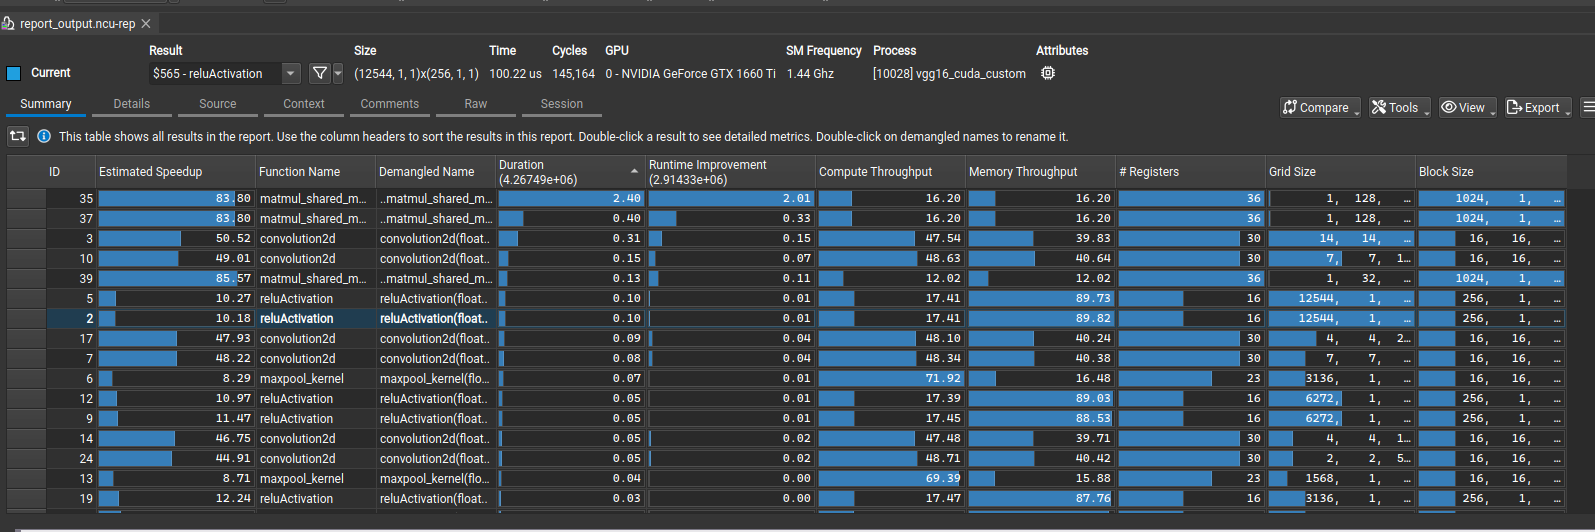 report_output.ncu-rep
Result Size Time Cycles GPU SM Frequency Process Attributes
Current $565 - reluActivation (12544, 1, 1)x(256, 1, 1) 100.22 us 145,164 0 - NVIDIA GeForce GTX 1660 Ti 1.44 Ghz [10028] vgg16_cuda_custom
Summary Details Source Context Comments Raw Session Compare Tools View Export
This table shows all results in the report. Use the column headers to sort the results in this report. Double-click a result to see detailed metrics. Double-click on demangled names to rename it.
ID Estimated Speedup Function Name Demangled Name Duration (4.26749e+06) Runtime Improvement (2.91433e+06) Compute Throughput Memory Throughput # Registers Grid Size Block Size
35 83.80 matmul_shared_m... ..matmul_shared_m... 2.40 2.01 16.20 16.20 36 1, 128, ... 1024, 1, ...
37 83.80 matmul_shared_m... ..matmul_shared_m... 0.40 0.33 16.20 16.20 36 1, 128, ... 1024, 1, ...
3 50.52 convolution2d convolution2d(float.. 0.31 0.15 47.54 39.83 30 14, 14, ... 16, 16, ...
10 49.01 convolution2d convolution2d(float.. 0.15 0.07 48.63 40.64 30 7, 7, 1... 16, 16, ...
39 85.57 matmul_shared_m... ..matmul_shared_m... 0.13 0.11 12.02 12.02 36 1, 32, ... 1024, 1, ...
5 10.27 reluActivation reluActivation(float.. 0.10 0.01 17.41 89.73 16 12544, 1, ... 256, 1, ...
2 10.18 reluActivation reluActivation(float.. 0.10 0.01 17.41 89.82 16 12544, 1, ... 256, 1, ...
17 47.93 convolution2d convolution2d(float.. 0.09 0.04 48.10 40.24 30 4, 4, 2... 16, 16, ...
7 48.22 convolution2d convolution2d(float.. 0.08 0.04 48.34 40.38 30 7, 7, ... 16, 16, ...
6 8.29 maxpool_kernel maxpool_kernel(flo... 0.07 0.01 71.92 16.48 23 3136, 1, ... 16, 16, ...
12 10.97 reluActivation reluActivation(float.. 0.05 0.01 17.39 89.03 16 6272, 1, ... 256, 1, ...
9 11.47 reluActivation reluActivation(float.. 0.05 0.01 17.45 88.53 16 6272, 1, ... 256, 1, ...
14 46.75 convolution2d convolution2d(float.. 0.05 0.02 47.48 39.71 30 4, 4, 1... 16, 16, ...
24 44.91 convolution2d convolution2d(float.. 0.05 0.02 48.71 40.42 30 2, 2, 5... 16, 16, ...
13 8.71 maxpool_kernel maxpool_kernel(flo... 0.04 0.00 69.39 15.88 23 1568, 1, ... 16, 16, ...
19 12.24 reluActivation reluActivation(float.. 0.03 0.00 17.47 87.76 16 3136, 1, ... 256, 1, ...